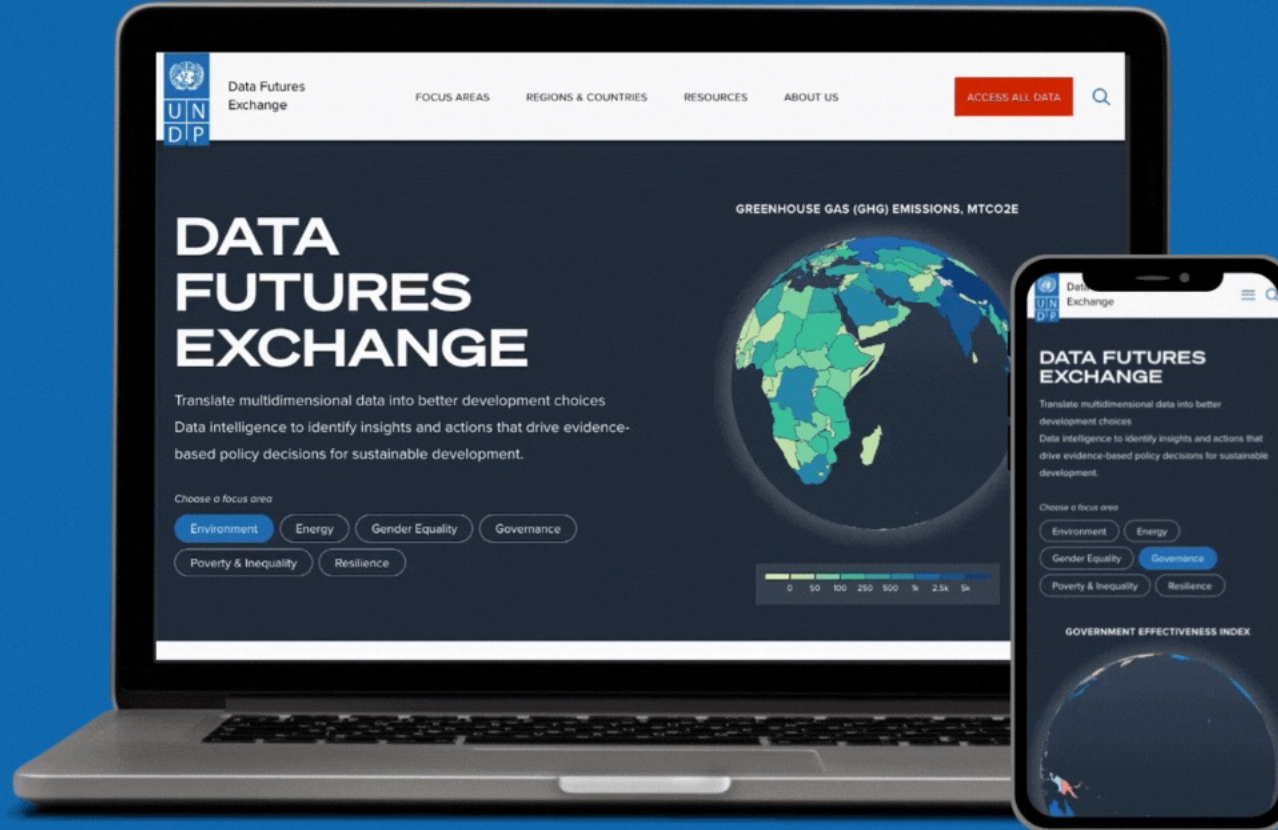 UN
DP
Data Futures
Exchange
FOCUS AREAS
REGIONS & COUNTRIES
RESOURCES
ABOUT US
ACCESS ALL DATA
DATA
FUTURES
EXCHANGE
Translate multidimensional data into better development choices
Data intelligence to identify insights and actions that drive evidence-
based policy decisions for sustainable development.
Choose a focus area
Environment
Energy
Gender Equality
Governance
Poverty & Inequality
Resilience
GREENHOUSE GAS (GHG) EMISSIONS, MTCO2E
0 50 100 250 500 1k 2.5k 5k
UN
DP
Data
Exchange
DATA FUTURES
EXCHANGE
Translate multidimensional data into better
development choices
Data intelligence to identify insights and actions that
drive evidence-based policy decisions for sustainable
development.
Choose a focus area
Environment
Energy
Gender Equality
Governance
Poverty & Inequality
Resilience
GOVERNMENT EFFECTIVENESS INDEX